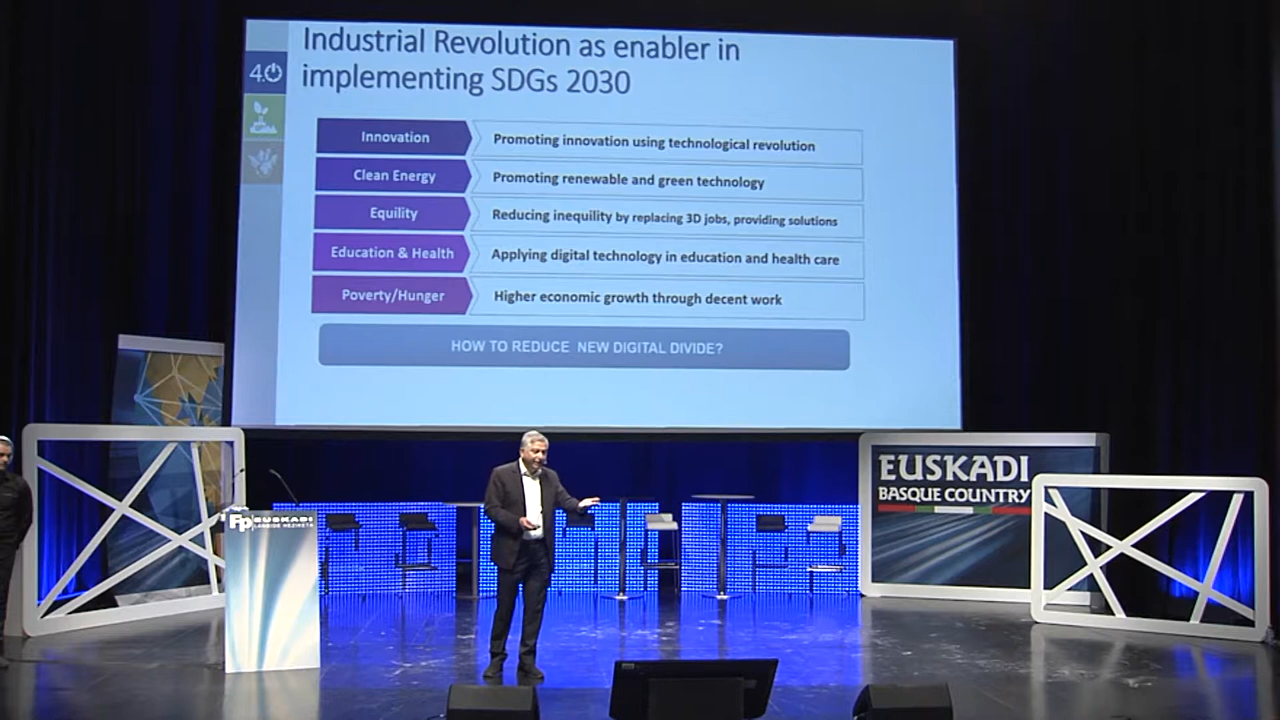 Industrial Revolution as enabler in
implementing SDGs 2030
4.0
Innovation
Promoting innovation using technological revolution
Clean Energy
Promoting renewable and green technology
Equility
Reducing inequility by replacing 3D jobs, providing solutions
Education & Health
Applying digital technology in education and health care
Poverty/Hunger
Higher economic growth through decent work
HOW TO REDUCE NEW DIGITAL DIVIDE?
EUSKADI
BASQUE COUNTRY
Fp EUSKADI
LANBIDE HEZIKETA